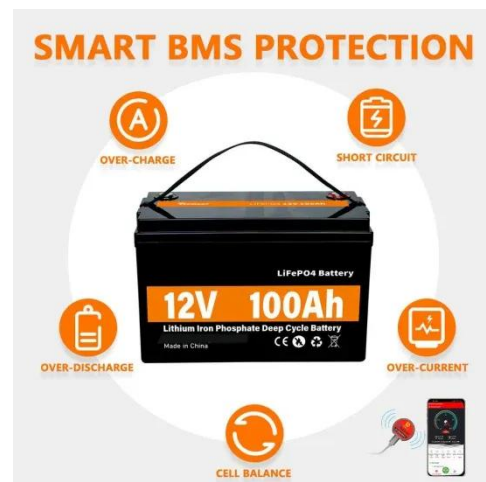 SMART BMS PROTECTION
OVER-CHARGE
SHORT CIRCUIT
LiFePO4 Battery
12V 100Ah
Lithium Iron Phosphate Deep Cycle Battery
Made in China
OVER-DISCHARGE
OVER-CURRENT
CELL BALANCE